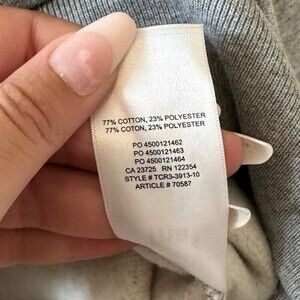 77% COTTON, 23% POLYESTER
77% COTON, 23% POLYESTER
PO 4500121462
PO 4500121463
PO 4500121464
CA 23725 RN 122354
STYLE # TCR3-3913-10
ARTICLE # 70587